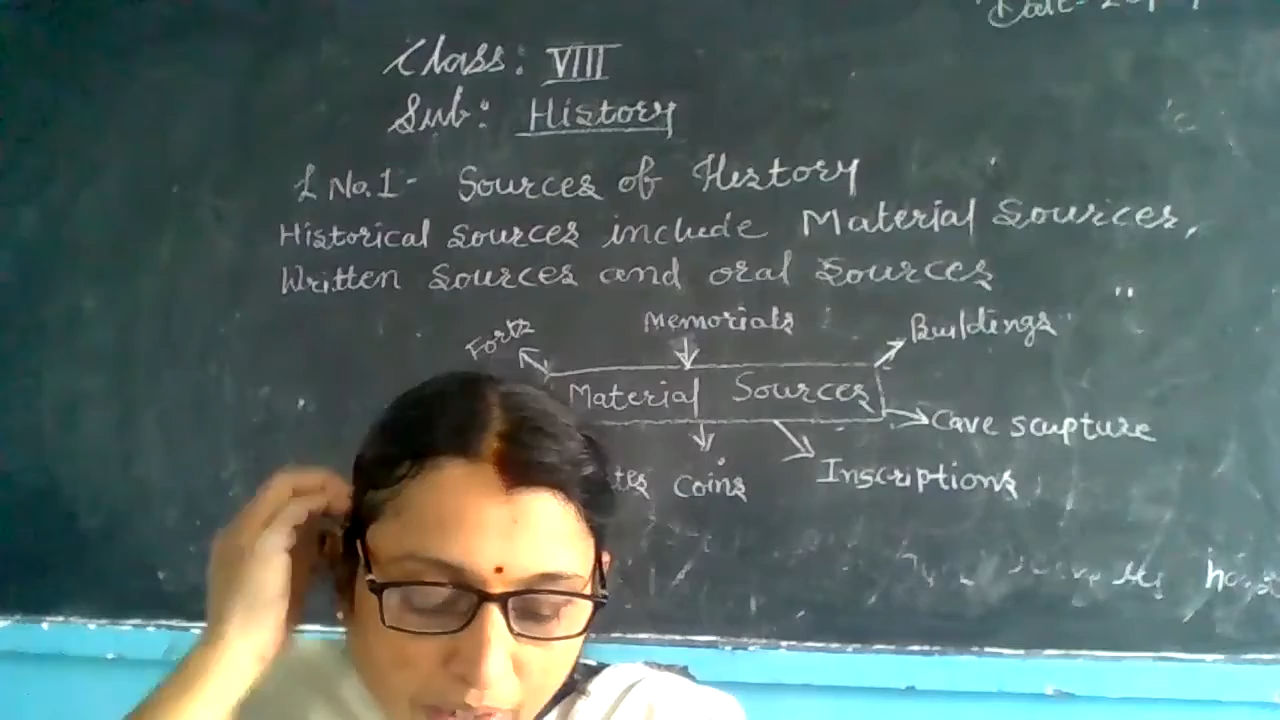 Date-
Class: VIII
Sub: History
L No.1- Sources of History
Historical sources include Material Sources,
Written sources and oral Sources
Forts Memorials Buildings
Material Sources
Cave scupture
coins Inscriptions